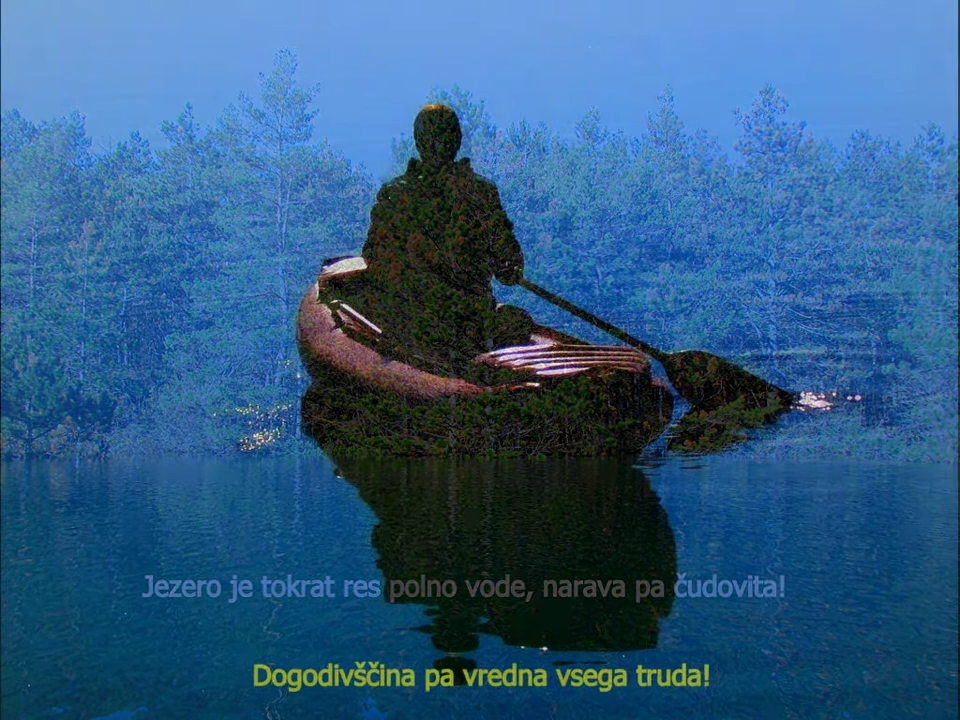 Jezero je tokrat res polno vode, narava pa čudovita!
Dogodivščina pa vredna vsega truda!